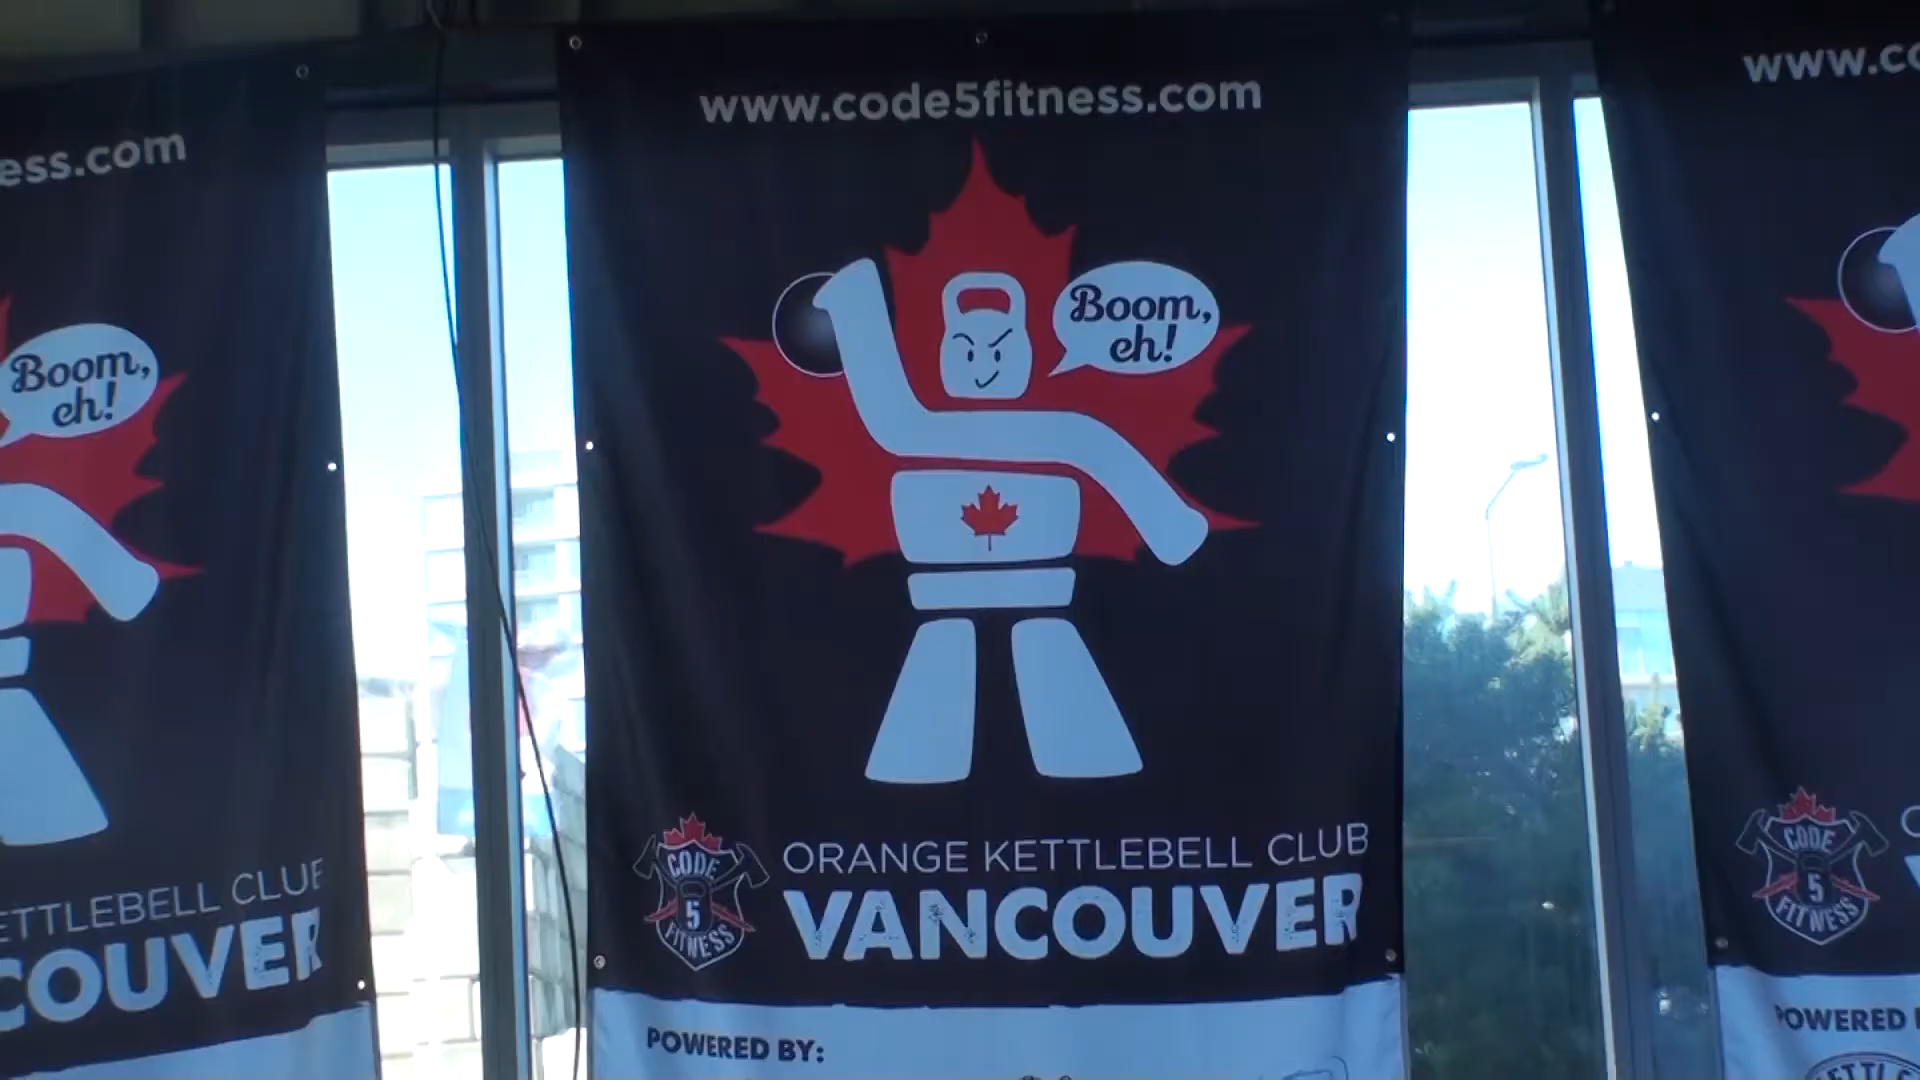 www.code5fitness.com
Boom,
eh!
ORANGE KETTLEBELL CLUB
VANCOUVER
CODE
5
FITNESS
POWERED BY:
ess.com
Boom,
eh!
ETTLEBELL CLUB
COUVER
www.co
CODE
5
FITNESS
POWERED